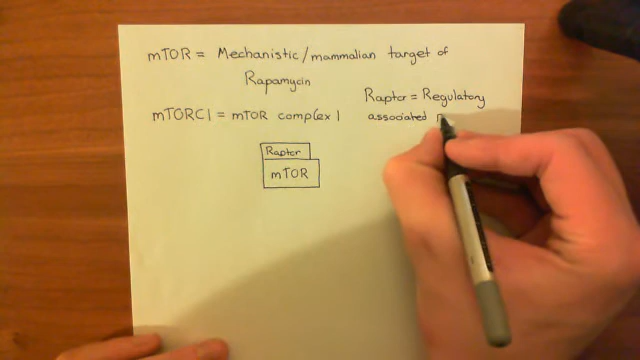 mTOR = Mechanistic/mammalian target of
Rapamycin
mTORC1 = mTOR complex 1
Raptor = Regulatory
associated
Raptor
mTOR